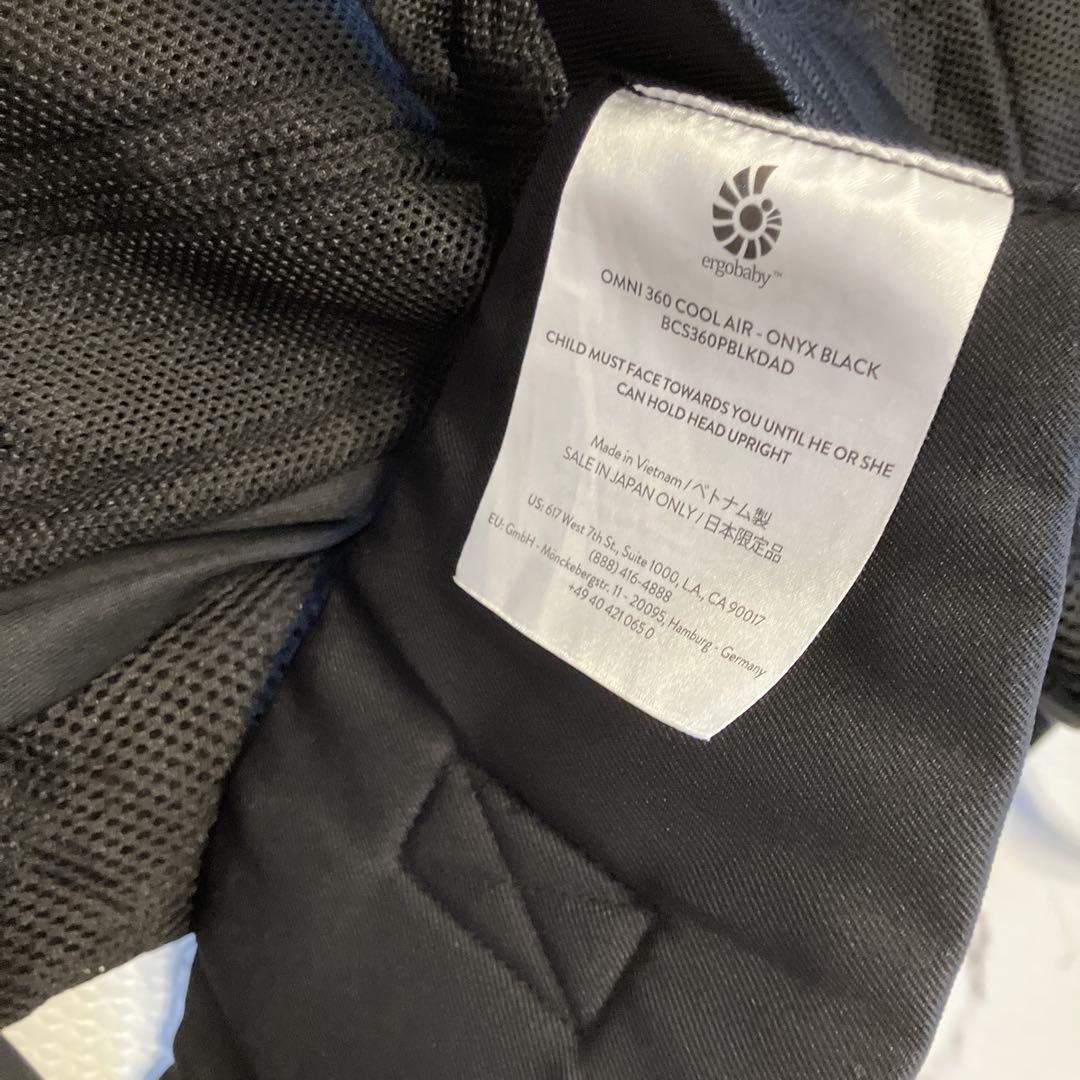 ergobaby™
OMNI 360 COOL AIR - ONYX BLACK
BCS360PBLKDAD
CHILD MUST FACE TOWARDS YOU UNTIL HE OR SHE
CAN HOLD HEAD UPRIGHT
Made in Vietnam / ベトナム製
SALE IN JAPAN ONLY / 日本限定品
US: 617 West 7th St., Suite 1000, L.A., CA 90017
(888) 416-4888
EU: GmbH - Mönckebergstr. 11 - 20095, Hamburg - Germany
+49 40 421 065 0